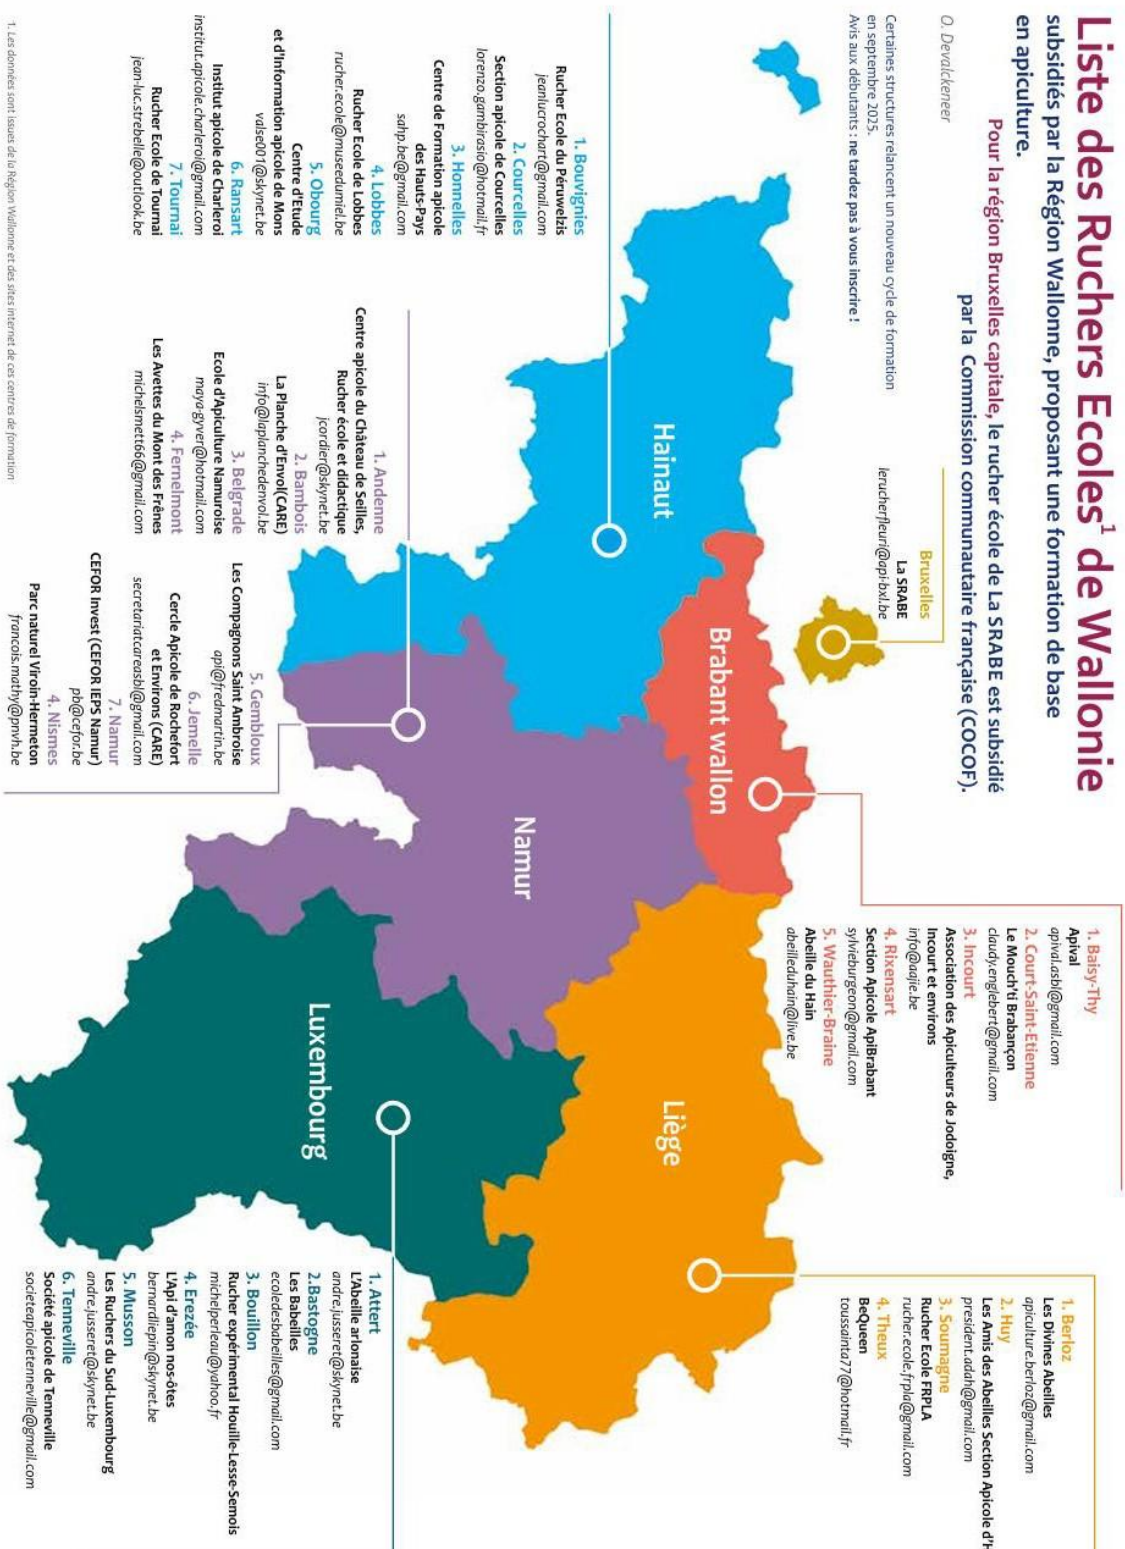 Liste des Ruchers Ecoles¹ de Wallonie
subsidiés par la Région Wallonne, proposant une formation de base
en apiculture.
Pour la région Bruxelles capitale, le rucher école de La SRABE est subsidié
par la Commission communautaire française (COCOF).
O. Devalckeneer
Certaines structures relancent un nouveau cycle de formation
en septembre 2025.
Avis aux débutants : ne tardez pas à vous inscrire !
Bruxelles
La SRABE
lerucherfleuri@api-bxl.be
1. Baisy-Thy
Apival
apival.asbl@gmail.com
2. Court-Saint-Etienne
Le Mouch'ti Brabançon
claudy.englebert@gmail.com
3. Incourt
Association des Apiculteurs de Jodoigne,
Incourt et environs
info@aajie.be
4. Rixensart
Section Apicole ApiBrabant
sylvieburgeon@gmail.com
5. Wauthier-Braine
Abeille du Hain
abeilleduhain@live.be
1. Berloz
Les Divines Abeilles
apiculture.berloz@gmail.com
2. Huy
Les Amis des Abeilles Section Apicole d'H
president.adah@gmail.com
3. Soumagne
Rucher Ecole FRPLA
rucher.ecole.frpla@gmail.com
4. Theux
BeQueen
toussainta77@hotmail.fr
Hainaut
Brabant wallon
Namur
Liège
Luxembourg
1. Bouvignies
Rucher Ecole du Péruwelzis
jeanlucrochart@gmail.com
2. Courcelles
Section apicole de Courcelles
lorenzo.gambirasio@hotmail.fr
3. Honnelles
Centre de Formation apicole
des Hauts-Pays
sahp.be@gmail.com
4. Lobbes
Rucher Ecole de Lobbes
rucher.ecole@museedumiel.be
5. Obourg
Centre d'Etude
et d'Information apicole de Mons
valse001@skynet.be
6. Ransart
Institut apicole de Charleroi
institut.apicole.charleroi@gmail.com
7. Tournai
Rucher Ecole de Tournai
jean-luc.strebelle@outlook.be
1. Andenne
Centre apicole du Château de Seilles,
Rucher école et didactique
jcordier@skynet.be
2. Bambois
La Planche d'Envol(CARE)
info@laplanchedenvol.be
3. Belgrade
Ecole d'Apiculture Namuroise
maya-gyver@hotmail.com
4. Fernelmont
Les Avettes du Mont des Frênes
michelsmett66@gmail.com
5. Gembloux
Les Compagnons Saint Ambroise
api@fredmartin.be
6. Jemelle
Cercle Apicole de Rochefort
et Environs (CARE)
secretariatcareasbl@gmail.com
7. Namur
CEFOR Invest (CEFOR IEPS Namur)
pb@cefor.be
4. Nismes
Parc naturel Viroin-Hermeton
francois.mathy@pnvh.be
1. Attert
L'Abeille arlonaise
andre.jusseret@skynet.be
2.Bastogne
Les Babeilles
ecoledesbabeilles@gmail.com
3. Bouillon
Rucher expérimental Houille-Lesse-Semois
michelperleau@yahoo.fr
4. Erezée
L'Api d'amon nos-ôtes
bernardliepin@skynet.be
5. Musson
Les Ruchers du Sud-Luxembourg
andre.jusseret@skynet.be
6. Tenneville
Société apicole de Tenneville
societeapicoletenneville@gmail.com
1. Les données sont issues de la Région Wallonne et des sites internet de ces centres de formation